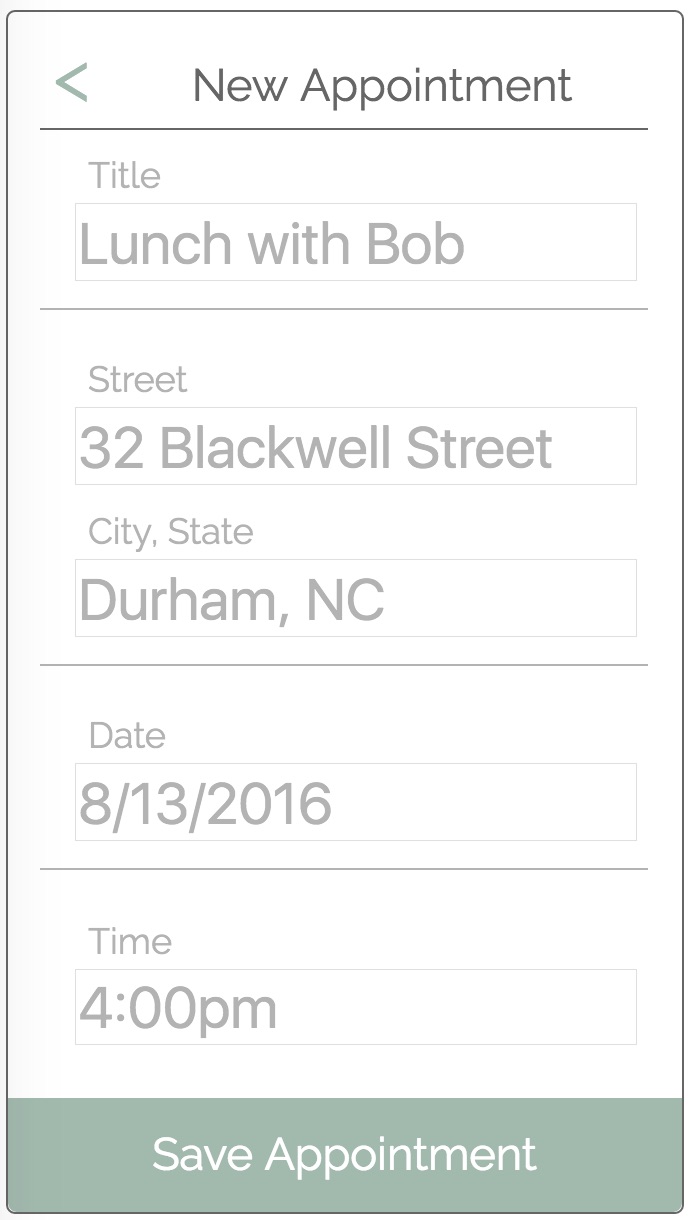 < New Appointment
Title
Lunch with Bob
Street
32 Blackwell Street
City, State
Durham, NC
Date
8/13/2016
Time
4:00pm
Save Appointment